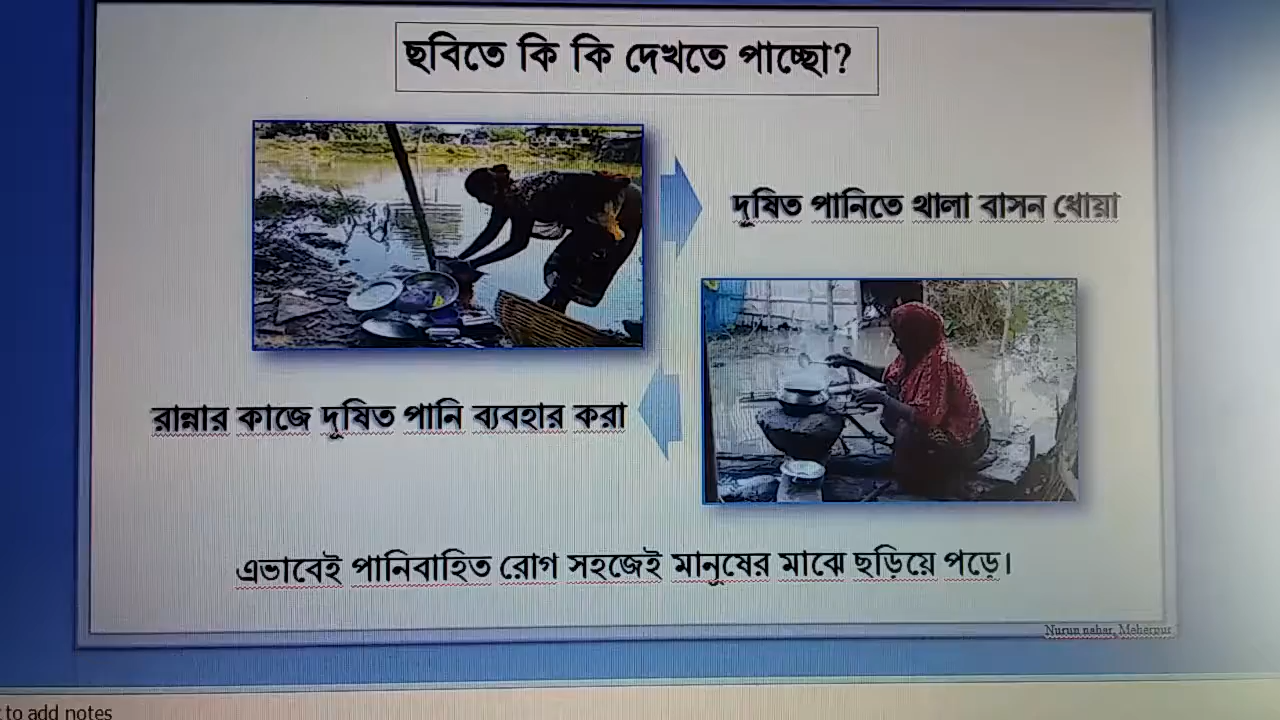 ছবিতে কি কি দেখতে পাচ্ছো?
দূষিত পানিতে থালা বাসন ধোয়া
রান্নার কাজে দূষিত পানি ব্যবহার করা
এভাবেই পানিবাহিত রোগ সহজেই মানুষের মাঝে ছড়িয়ে পড়ে।
Nurun nahar, Meherpur
to add notes